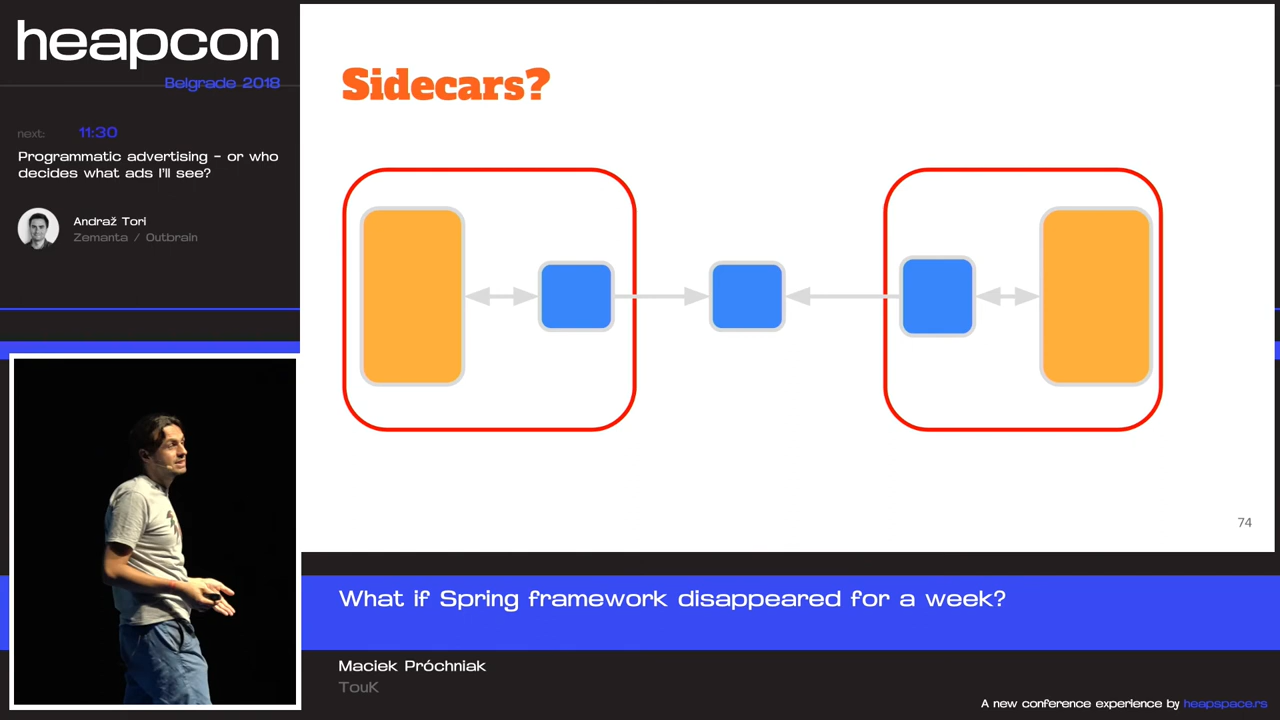 heapcon
Belgrade 2018
next: 11:30
Programmatic advertising - or who
decides what ads I'll see?
Andraž Tori
Zemanta / Outbrain
Sidecars?
74
What if Spring framework disappeared for a week?
Maciek Próchniak
TouK
A new conference experience by heapspace.rs